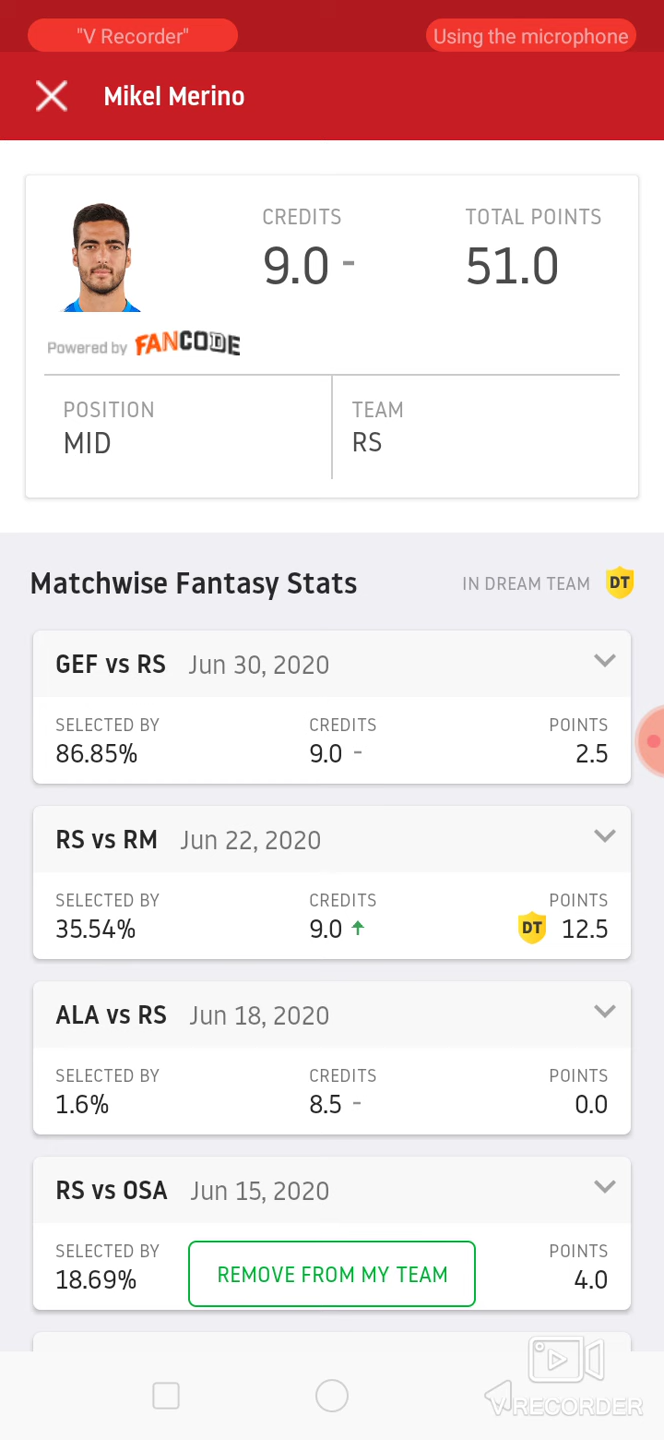 "V Recorder" Using the microphone
Mikel Merino
CREDITS TOTAL POINTS
9.0 - 51.0
Powered by FANCODE
POSITION TEAM
MID RS
Matchwise Fantasy Stats IN DREAM TEAM DT
GEF vs RS Jun 30, 2020
SELECTED BY CREDITS POINTS
86.85% 9.0 - 2.5
RS vs RM Jun 22, 2020
SELECTED BY CREDITS POINTS
35.54% 9.0 DT 12.5
ALA vs RS Jun 18, 2020
SELECTED BY CREDITS POINTS
1.6% 8.5 - 0.0
RS vs OSA Jun 15, 2020
SELECTED BY POINTS
18.69% REMOVE FROM MY TEAM 4.0
VRECORDER